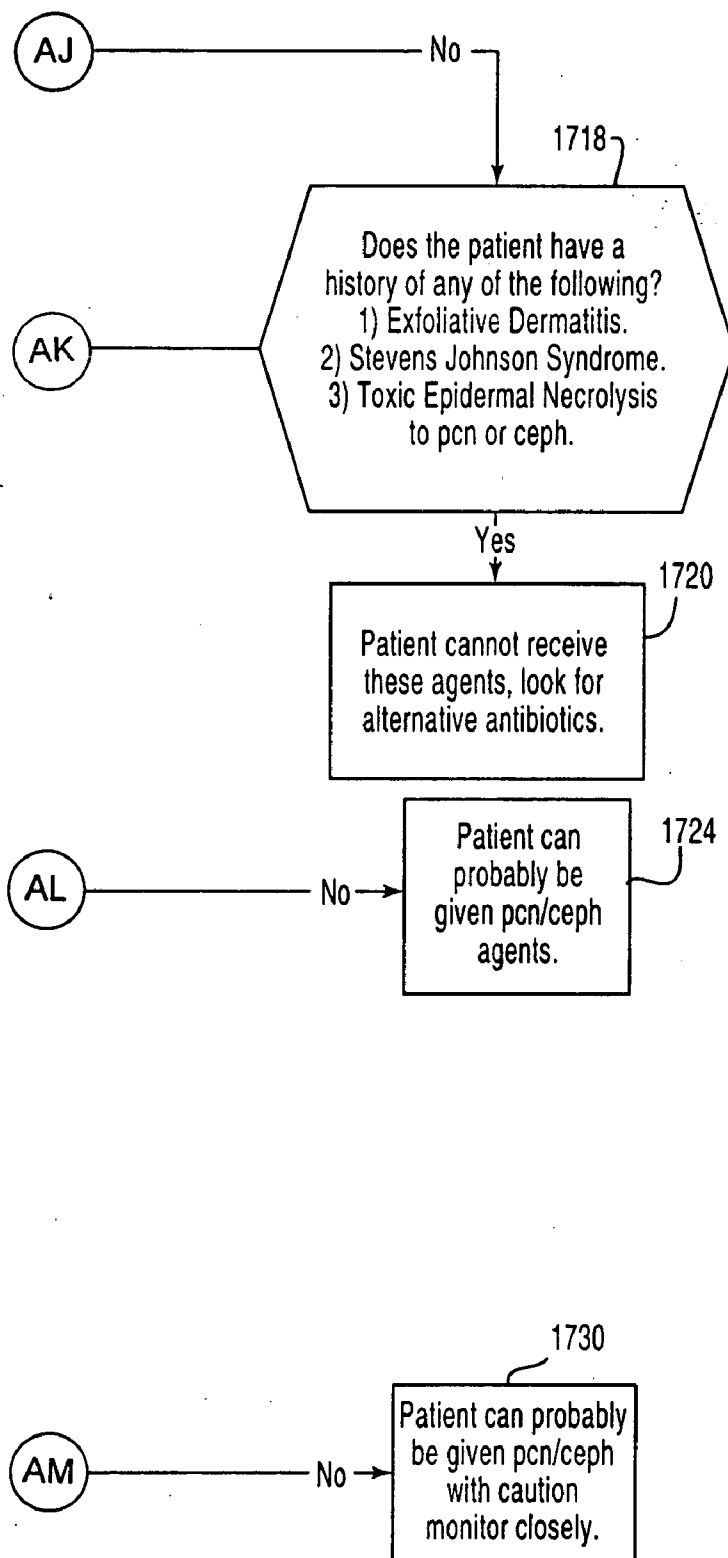 AJ
No
1718
Does the patient have a
history of any of the following?
1) Exfoliative Dermatitis.
AK
2) Stevens Johnson Syndrome.
3) Toxic Epidermal Necrolysis
to pcn or ceph.
Yes
1720
Patient cannot receive
these agents, look for
alternative antibiotics.
Patient can
1724
probably be
AL
No
given pcn/ceph
agents.
1730
Patient can probably
be given pcn/ceph
AM
No
with caution
monitor closely.